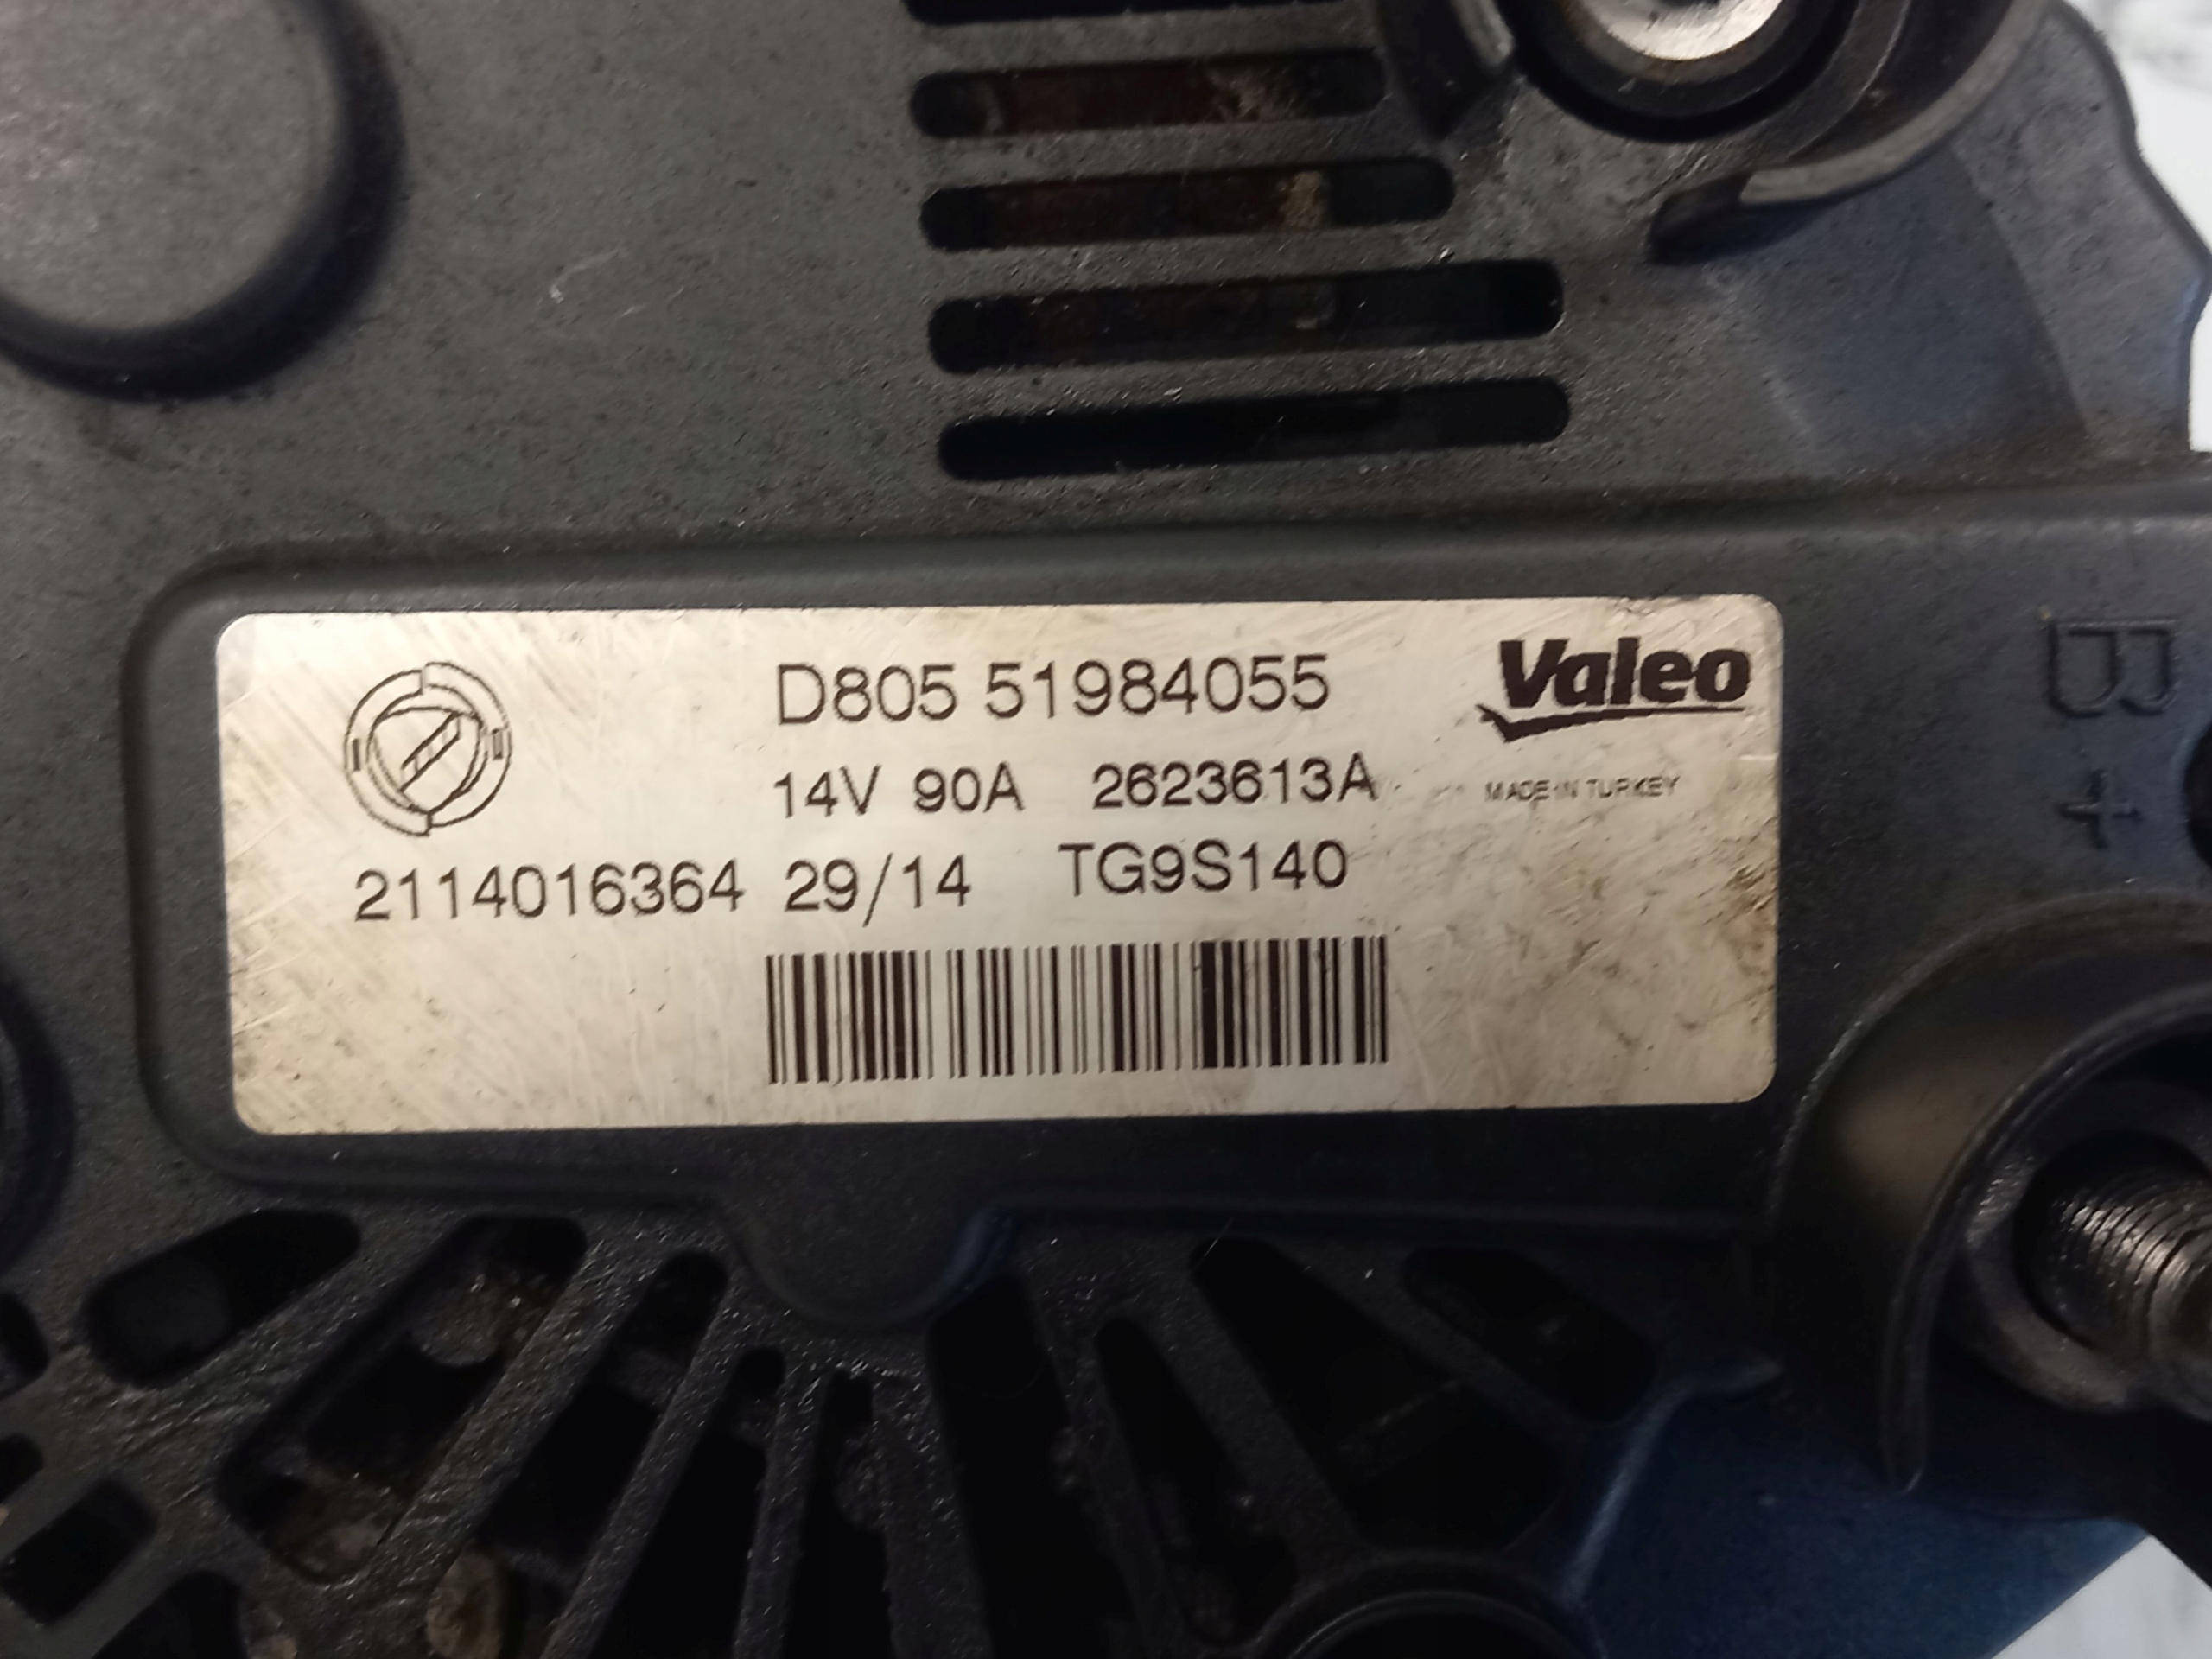 D805 51984055
Valeo
14V 90A 2623613A
MADE IN TURKEY
2114016364 29/14 TG9S140
B+